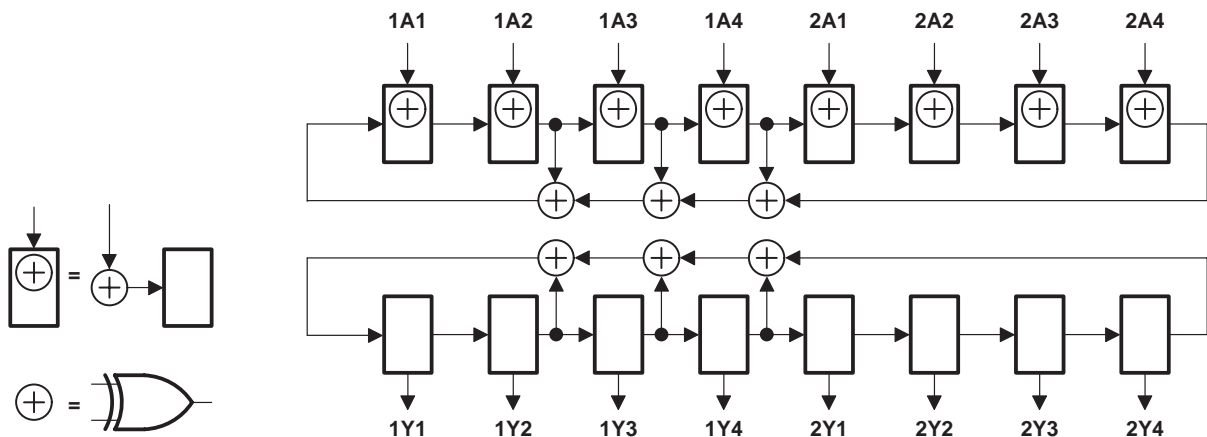 1A1 1A2 1A3 1A4 2A1 2A2 2A3 2A4
=
=
1Y1 1Y2 1Y3 1Y4 2Y1 2Y2 2Y3 2Y4